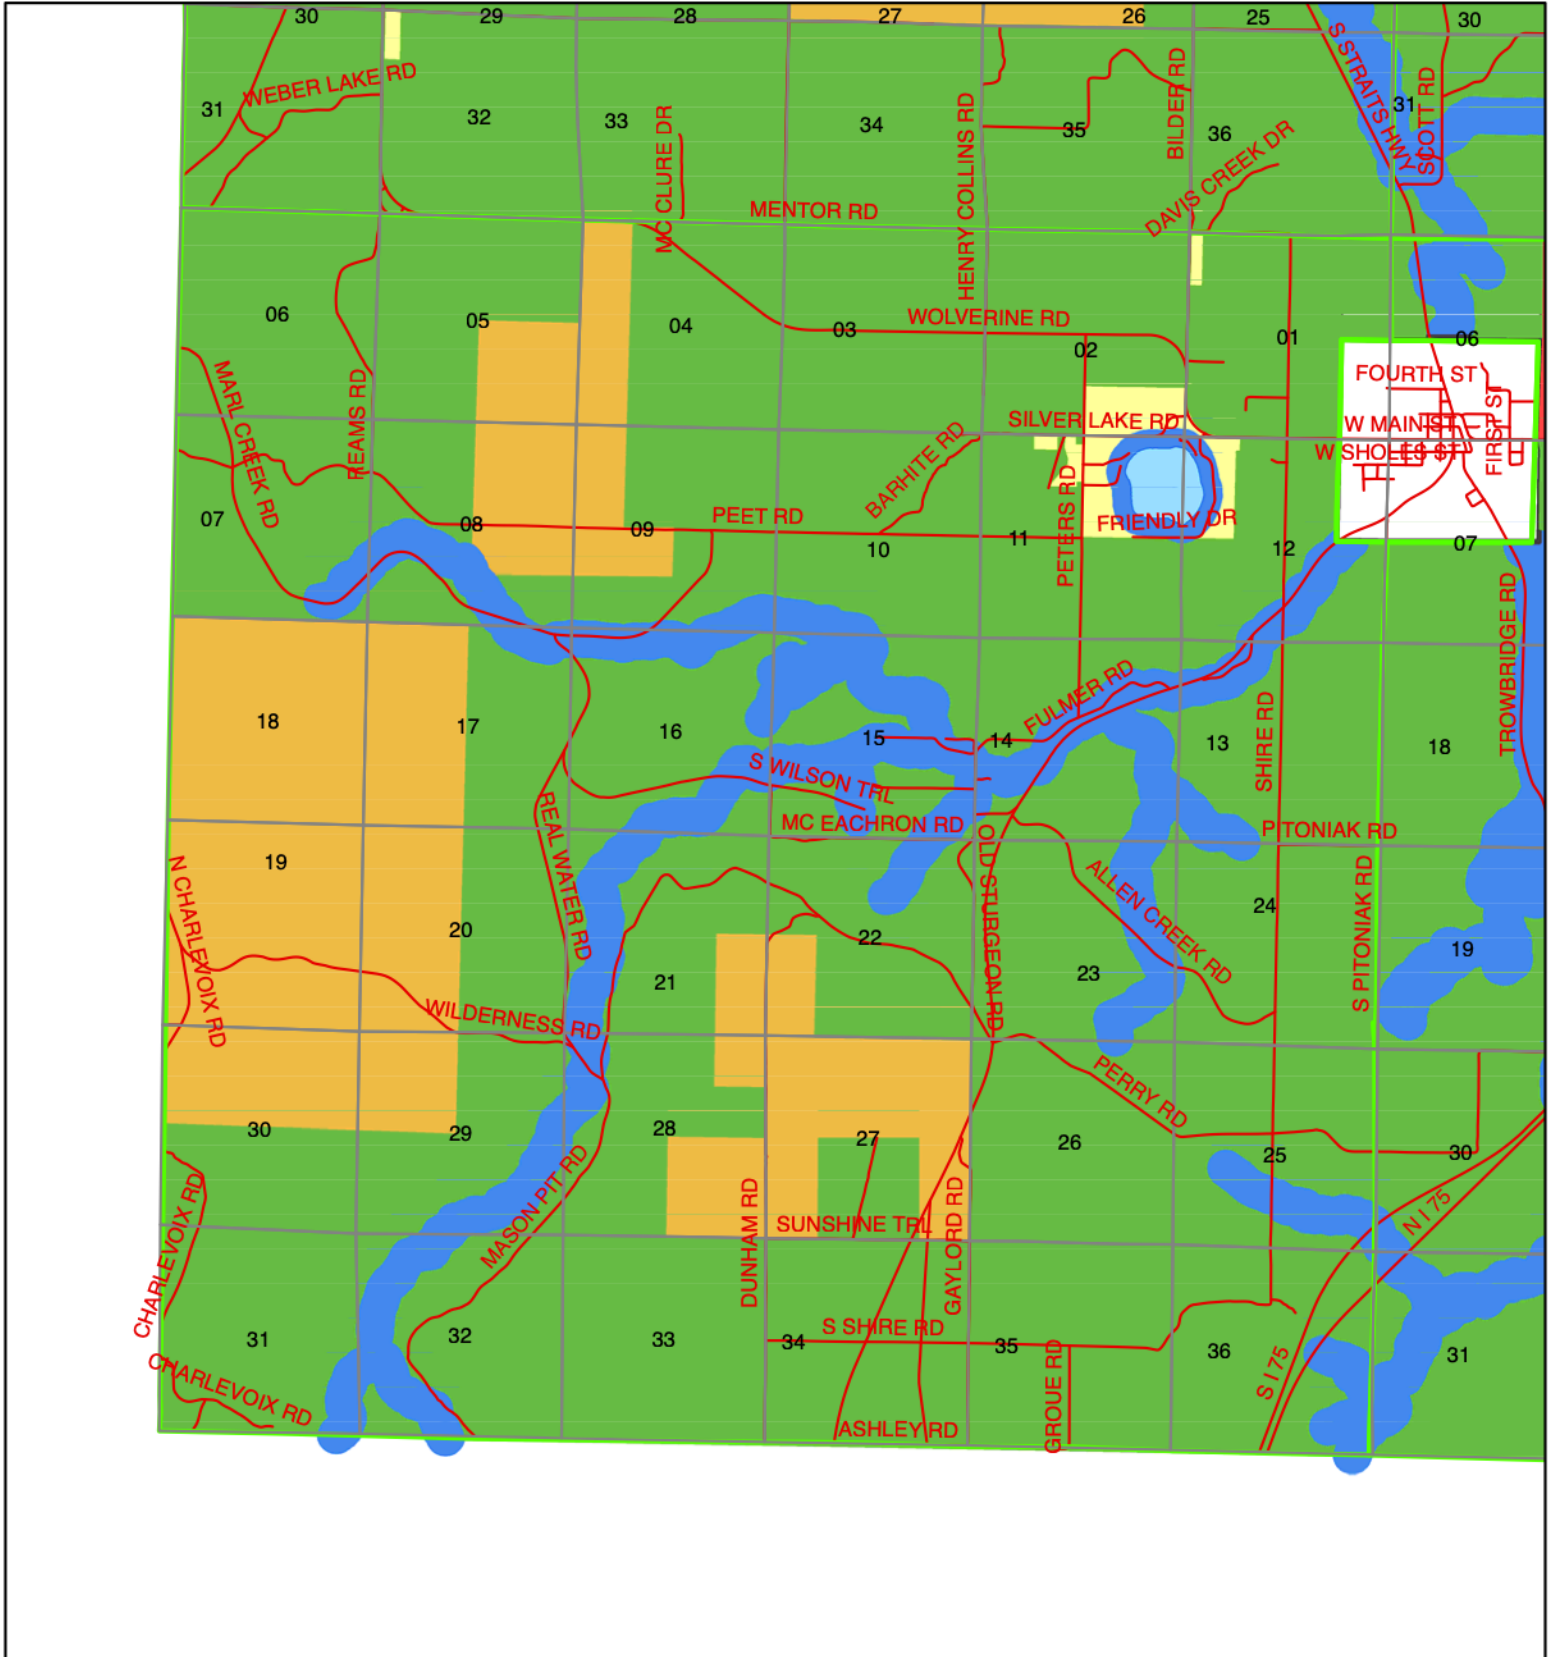 30
29
28
27
26
25
30
31
WEBER LAKE RD
32
33
MC CLURE DR
34
HENRY COLLINS RD
35
BILDER RD
36
DAVIS CREEK DR
S STRAITS HWY
31
SCOTT RD
MENTOR RD
06
05
04
03
WOLVERINE RD
02
01
06
MARL CREEK RD
REAMS RD
FOURTH ST
W MAIN ST
FIRST ST
W SHOLES ST
SILVER LAKE RD
BARHITE RD
PETERS RD
FRIENDLY DR
07
08
09
PEET RD
10
11
12
07
TROWBRIDGE RD
18
17
16
15
14
FULMER RD
13
SHIRE RD
18
S WILSON TRL
REAL WATER RD
MC EACHRON RD
OLD STURGEON RD
PITONIAK RD
19
N CHARLEVOIX RD
20
21
22
23
ALLEN CREEK RD
24
S PITONIAK RD
19
WILDERNESS RD
PERRY RD
30
29
28
27
26
25
30
CHARLEVOIX RD
MASON PIT RD
DUNHAM RD
SUNSHINE TRL
GAYLORD RD
N I 75
31
32
33
34
S SHIRE RD
35
GROUE RD
36
S I 75
31
CHARLEVOIX RD
ASHLEY RD